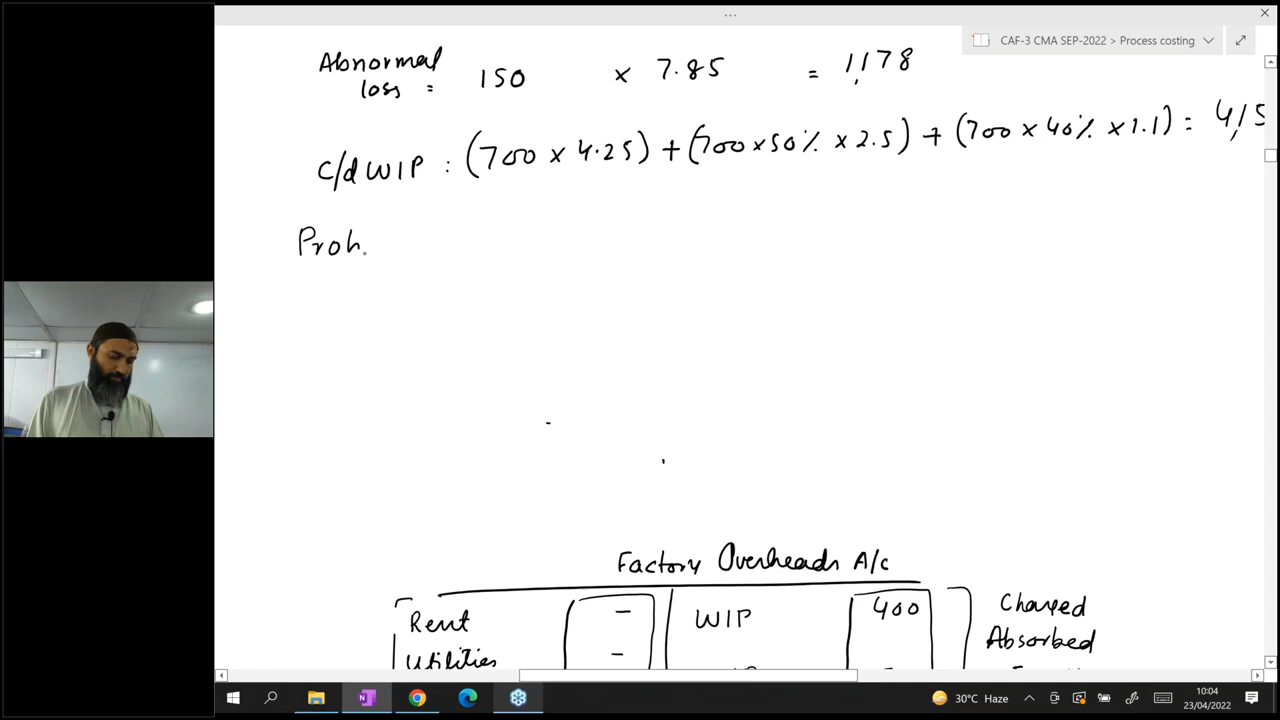 CAF-3 CMA SEP-2022 > Process costing
Abnormal
loss = 150 × 7.85 = 1,178
c/d WIP : (700 × 4.25) + (700 × 50% × 2.5) + (700 × 40% × 1.1) = 4,15
Proh.
Factory Overheads A/c
Rent - WIP 400 Charged
Utilities - Absorbed
30°C Haze
10:04
23/04/2022